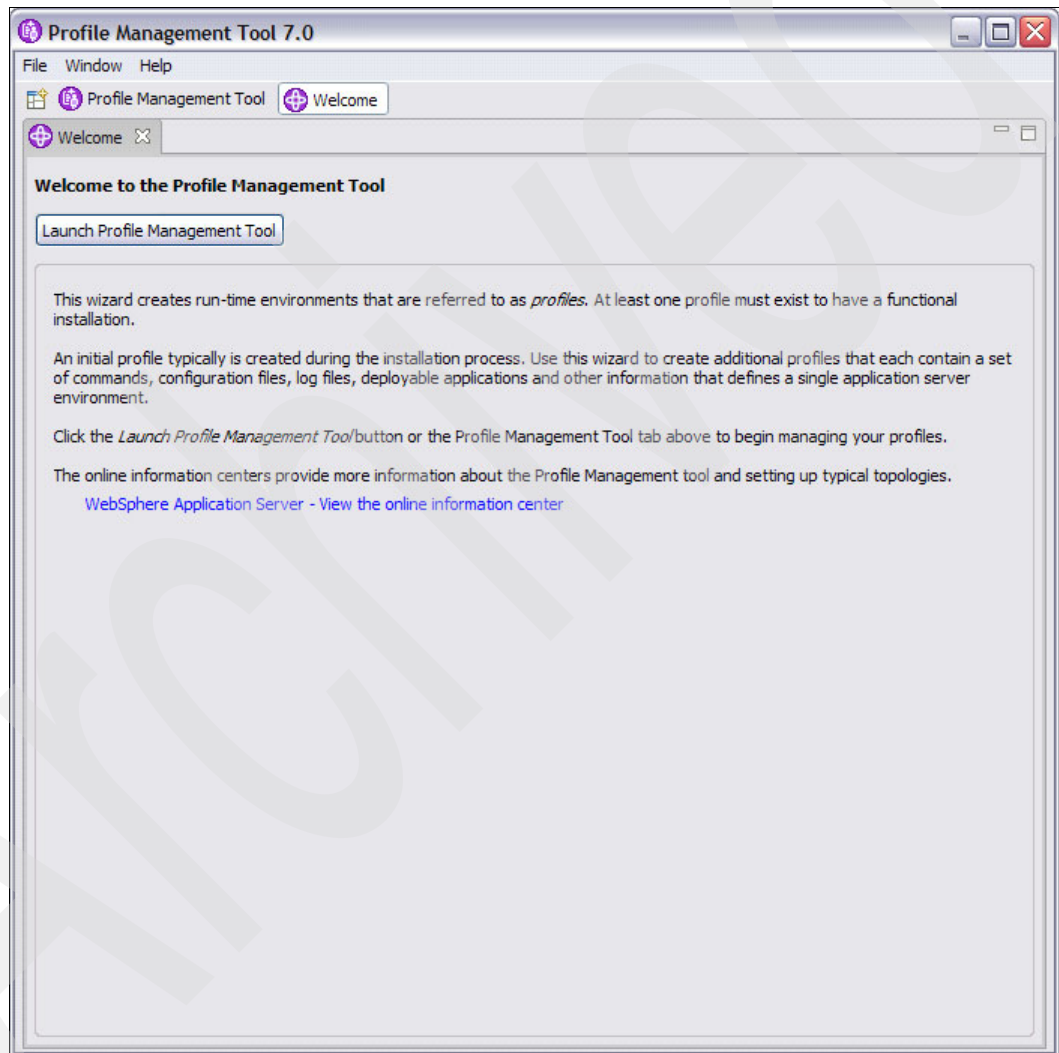 Profile Management Tool 7.0
File Window Help
Profile Management Tool Welcome
Welcome
Welcome to the Profile Management Tool
Launch Profile Management Tool
This wizard creates run-time environments that are referred to as profiles. At least one profile must exist to have a functional
installation.
An initial profile typically is created during the installation process. Use this wizard to create additional profiles that each contain a set
of commands, configuration files, log files, deployable applications and other information that defines a single application server
environment.
Click the Launch Profile Management Tool button or the Profile Management Tool tab above to begin managing your profiles.
The online information centers provide more information about the Profile Management tool and setting up typical topologies.
WebSphere Application Server - View the online information center
Archived